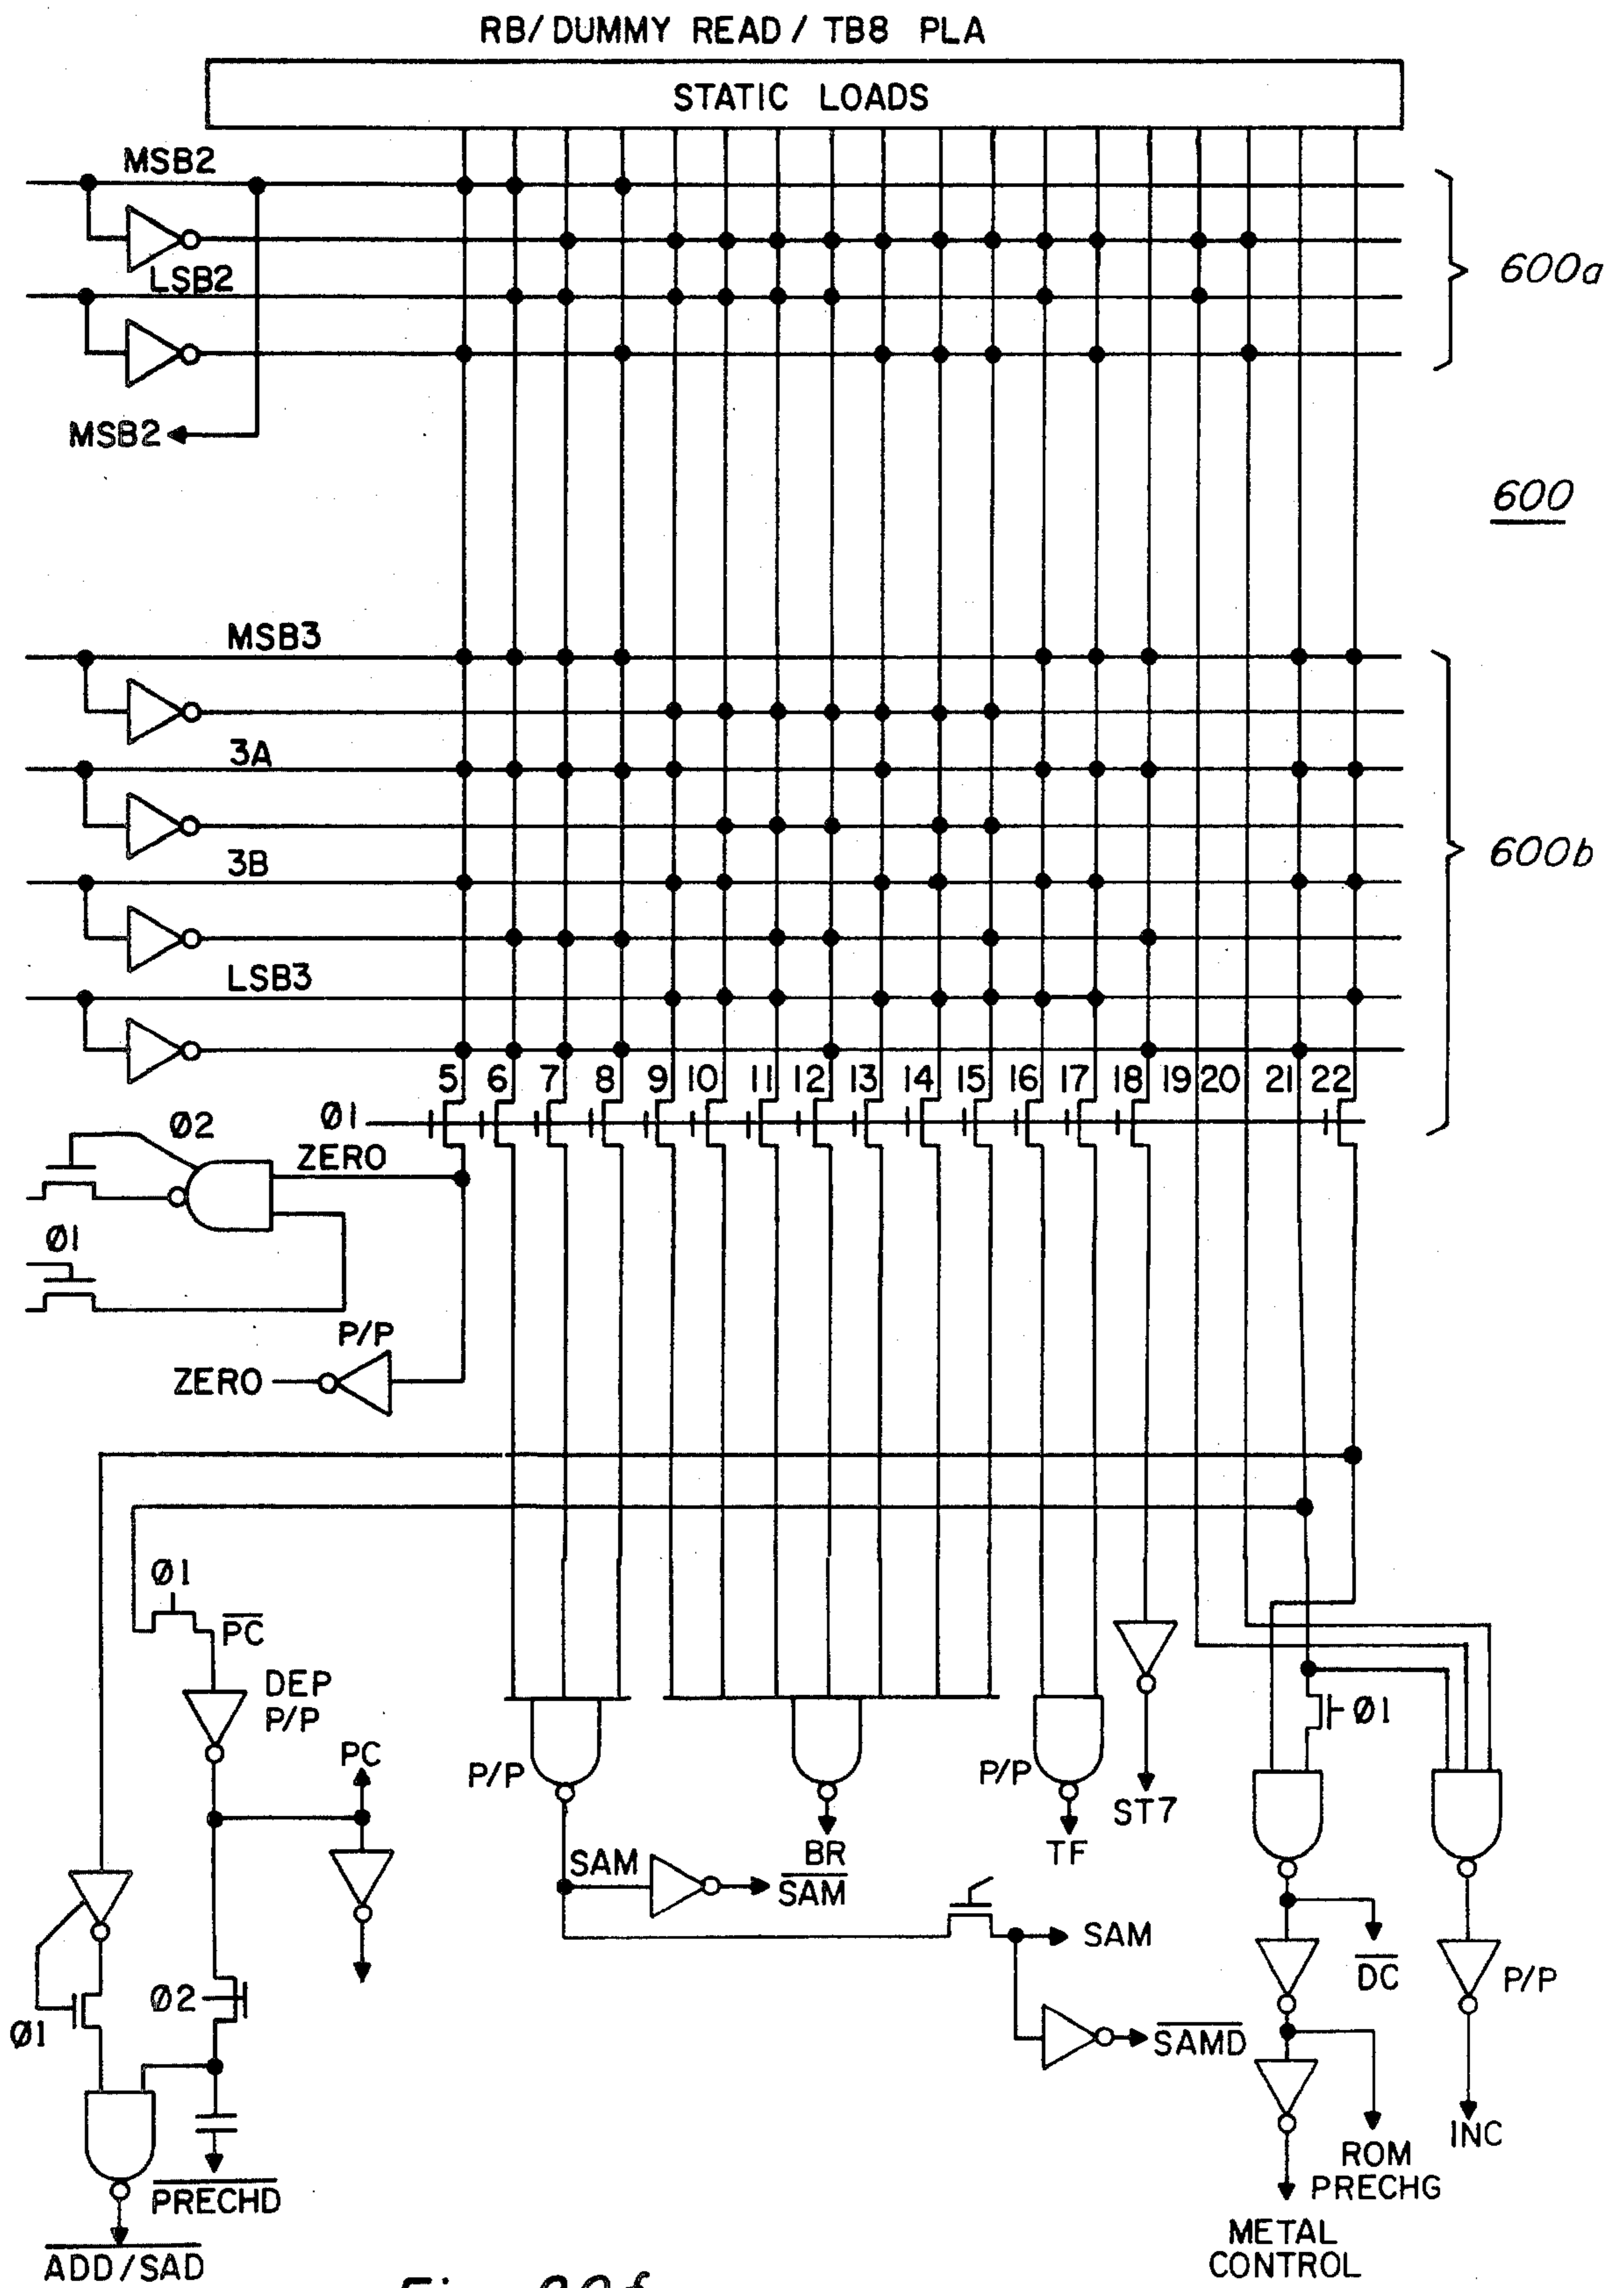 RB/DUMMY READ / TB8 PLA
STATIC LOADS
MSB2
LSB2
600a
MSB2
600
MSB3
3A
3B
600b
LSB3
5 6 7 8 9 10 11 12 13 14 15 16 17 18 19 20 21 22
Ø1
Ø2
ZERO
Ø1
P/P
ZERO
Ø1
PC
DEP
P/P
PC
P/P
P/P
Ø1
ST7
SAM
BR
TF
SAM
SAM
DC
P/P
Ø2
Ø1
SAMD
INC
ROM
PRECHG
PRECHD
METAL
CONTROL
ADD/SAD